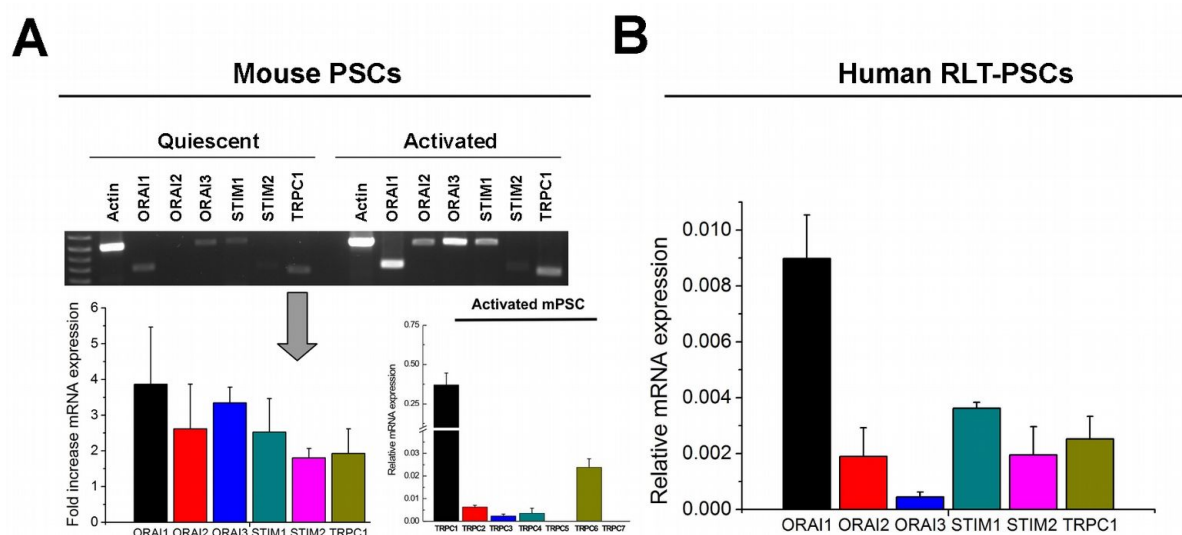 A
Mouse PSCs
Quiescent
Activated
Actin ORAI1 ORAI2 ORAI3 STIM1 STIM2 TRPC1
Actin ORAI1 ORAI2 ORAI3 STIM1 STIM2 TRPC1
Fold increase mRNA expression
6
5
4
3
2
1
0
ORAI1 ORAI2 ORAI3 STIM1 STIM2 TRPC1
Activated mPSC
Relative mRNA expression
0.75
0.50
0.25
0.03
0.02
0.01
0.00
TRPC1 TRPC2 TRPC3 TRPC4 TRPC5 TRPC6 TRPC7
B
Human RLT-PSCs
Relative mRNA expression
0.010
0.008
0.006
0.004
0.002
0.000
ORAI1 ORAI2 ORAI3 STIM1 STIM2 TRPC1